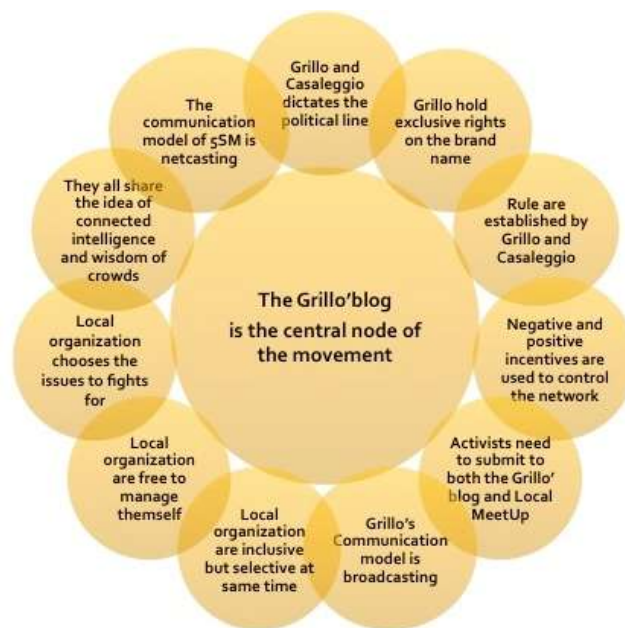 Grillo and
Casaleggio
dictates the
political line
Grillo hold
exclusive rights
on the brand
name
Rule are
established by
Grillo and
Casaleggio
Negative and
positive
incentives are
used to control
the network
Activists need
to submit to
both the Grillo'
blog and Local
MeetUp
Grillo's
Communication
model is
broadcasting
Local
organization
are inclusive
but selective at
same time
Local
organization
are free to
manage
themself
Local
organization
chooses the
issues to fights
for
They all share
the idea of
connected
intelligence
and wisdom of
crowds
The
communication
model of 5SM is
netcasting
The Grillo'blog
is the central node of
the movement